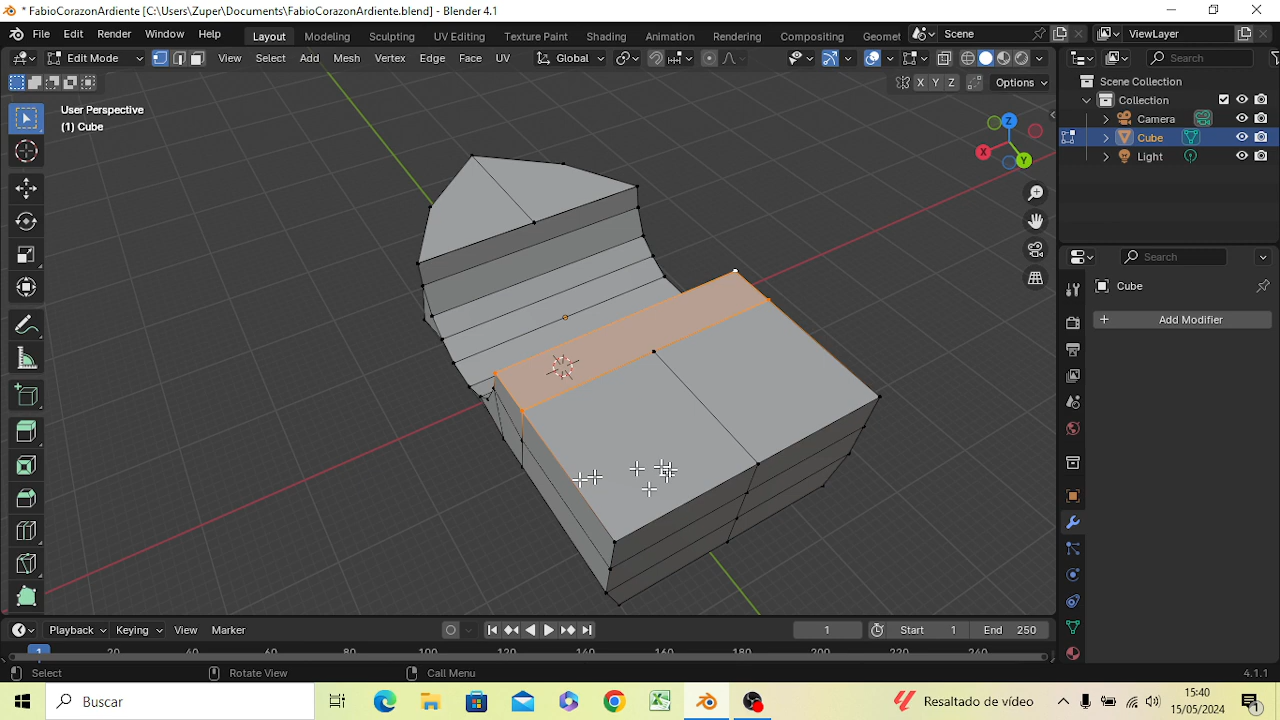 * FabioCorazonArdiente [C:\Users\Zuper\Documents\FabioCorazonArdiente.blend] - Blender 4.1
File Edit Render Window Help Layout Modeling Sculpting UV Editing Texture Paint Shading Animation Rendering Compositing Geomet Scene ViewLayer
Edit Mode View Select Add Mesh Vertex Edge Face UV Global Search
X Y Z Options
User Perspective
(1) Cube
Z
X
Y
Scene Collection
Collection
Camera
Cube
Light
Search
Cube
+ Add Modifier
Playback Keying View Marker 1 Start 1 End 250
1 20 40 60 80 100 120 140 160 180 200 220 240
Select Rotate View Call Menu 4.1.1
Buscar Resaltado de vídeo 15:40
15/05/2024
1